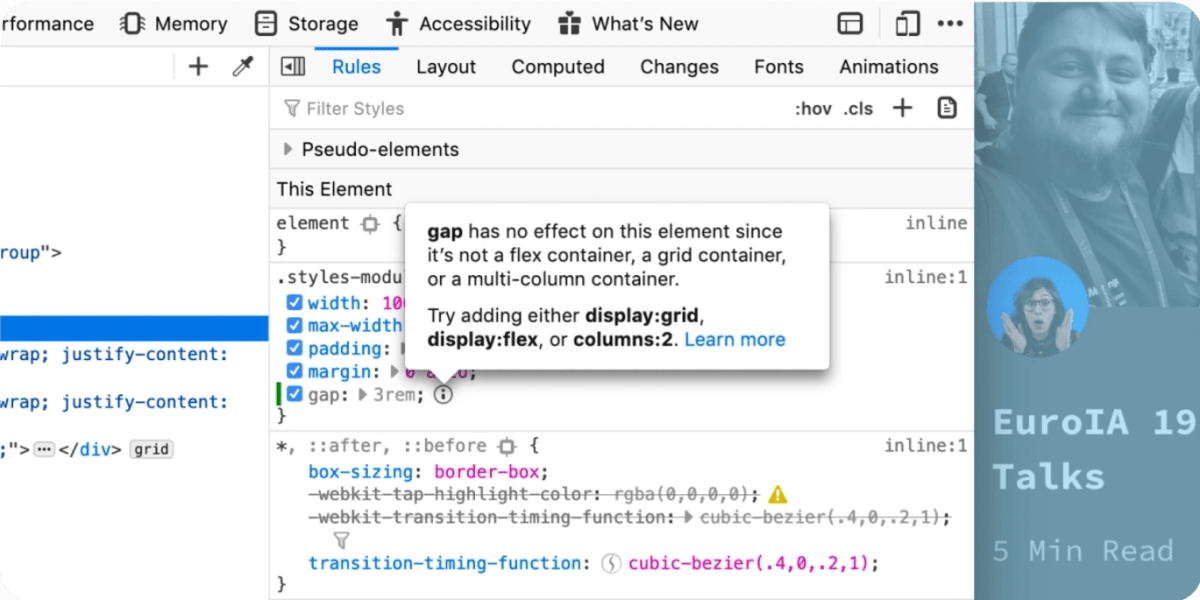 rformance Memory Storage Accessibility What's New
Rules Layout Computed Changes Fonts Animations
Filter Styles :hov .cls
Pseudo-elements
This Element
element { inline
}
gap has no effect on this element since
it's not a flex container, a grid container,
or a multi-column container.
Try adding either display:grid,
display:flex, or columns:2. Learn more
.styles-modu inline:1
width: 10
max-width
padding:
margin: 0 auto;
gap: 3rem;
}
*, ::after, ::before { inline:1
box-sizing: border-box;
-webkit-tap-highlight-color: rgba(0,0,0,0);
-webkit-transition-timing-function: cubic-bezier(.4,0,.2,1);
transition-timing-function: cubic-bezier(.4,0,.2,1);
}
roup">
wrap; justify-content:
wrap; justify-content:
;">⋯</div> grid
EuroIA 19
Talks
5 Min Read